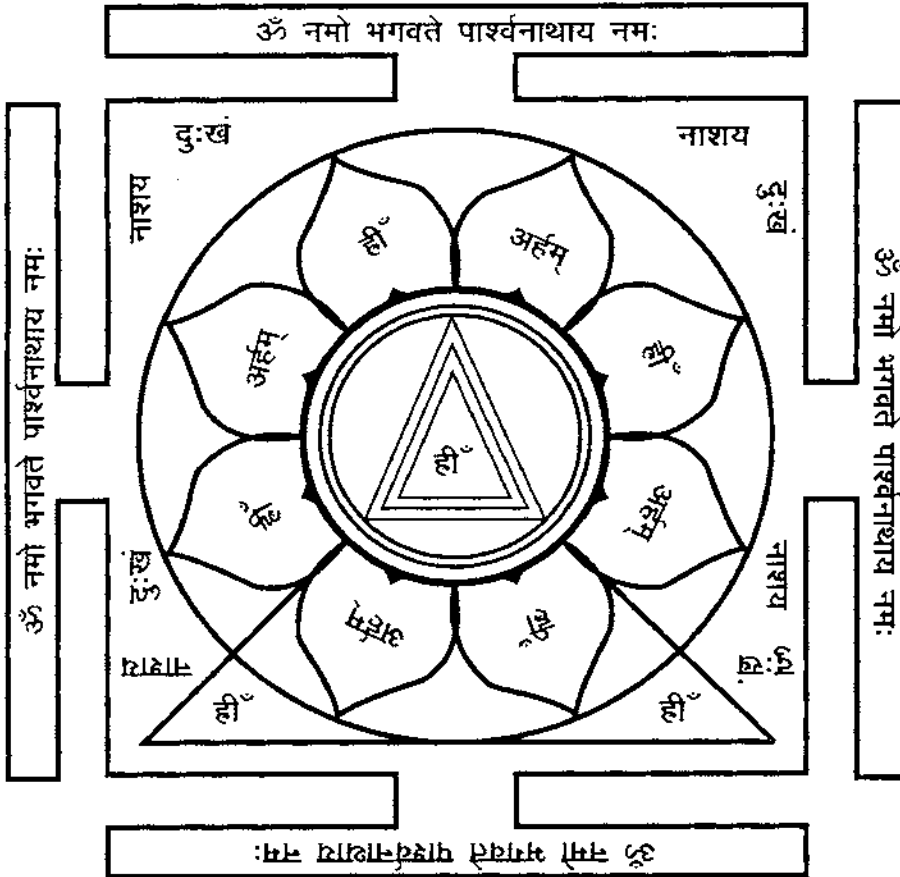 ॐ नमो भगवते पार्श्वनाथाय नमः
दुःखं
नाशय
नाशय
दुःखं
ॐ नमो भगवते पार्श्वनाथाय नमः
ॐ नमो भगवते पार्श्वनाथाय नमः
ह्रीँ
अर्हम्
अर्हम्
ह्रीँ
ह्रीँ
ह्रीँ
अर्हम्
अर्हम्
ह्रीँ
दुःखं
नाशय
नाशय
दुःखं
ह्रीँ
ह्रीँ
ॐ नमो भगवते पार्श्वनाथाय नमः